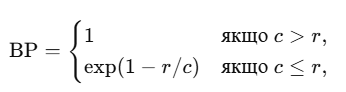 BP = { 1 якщо c > r,
exp(1 − r/c) якщо c ≤ r,